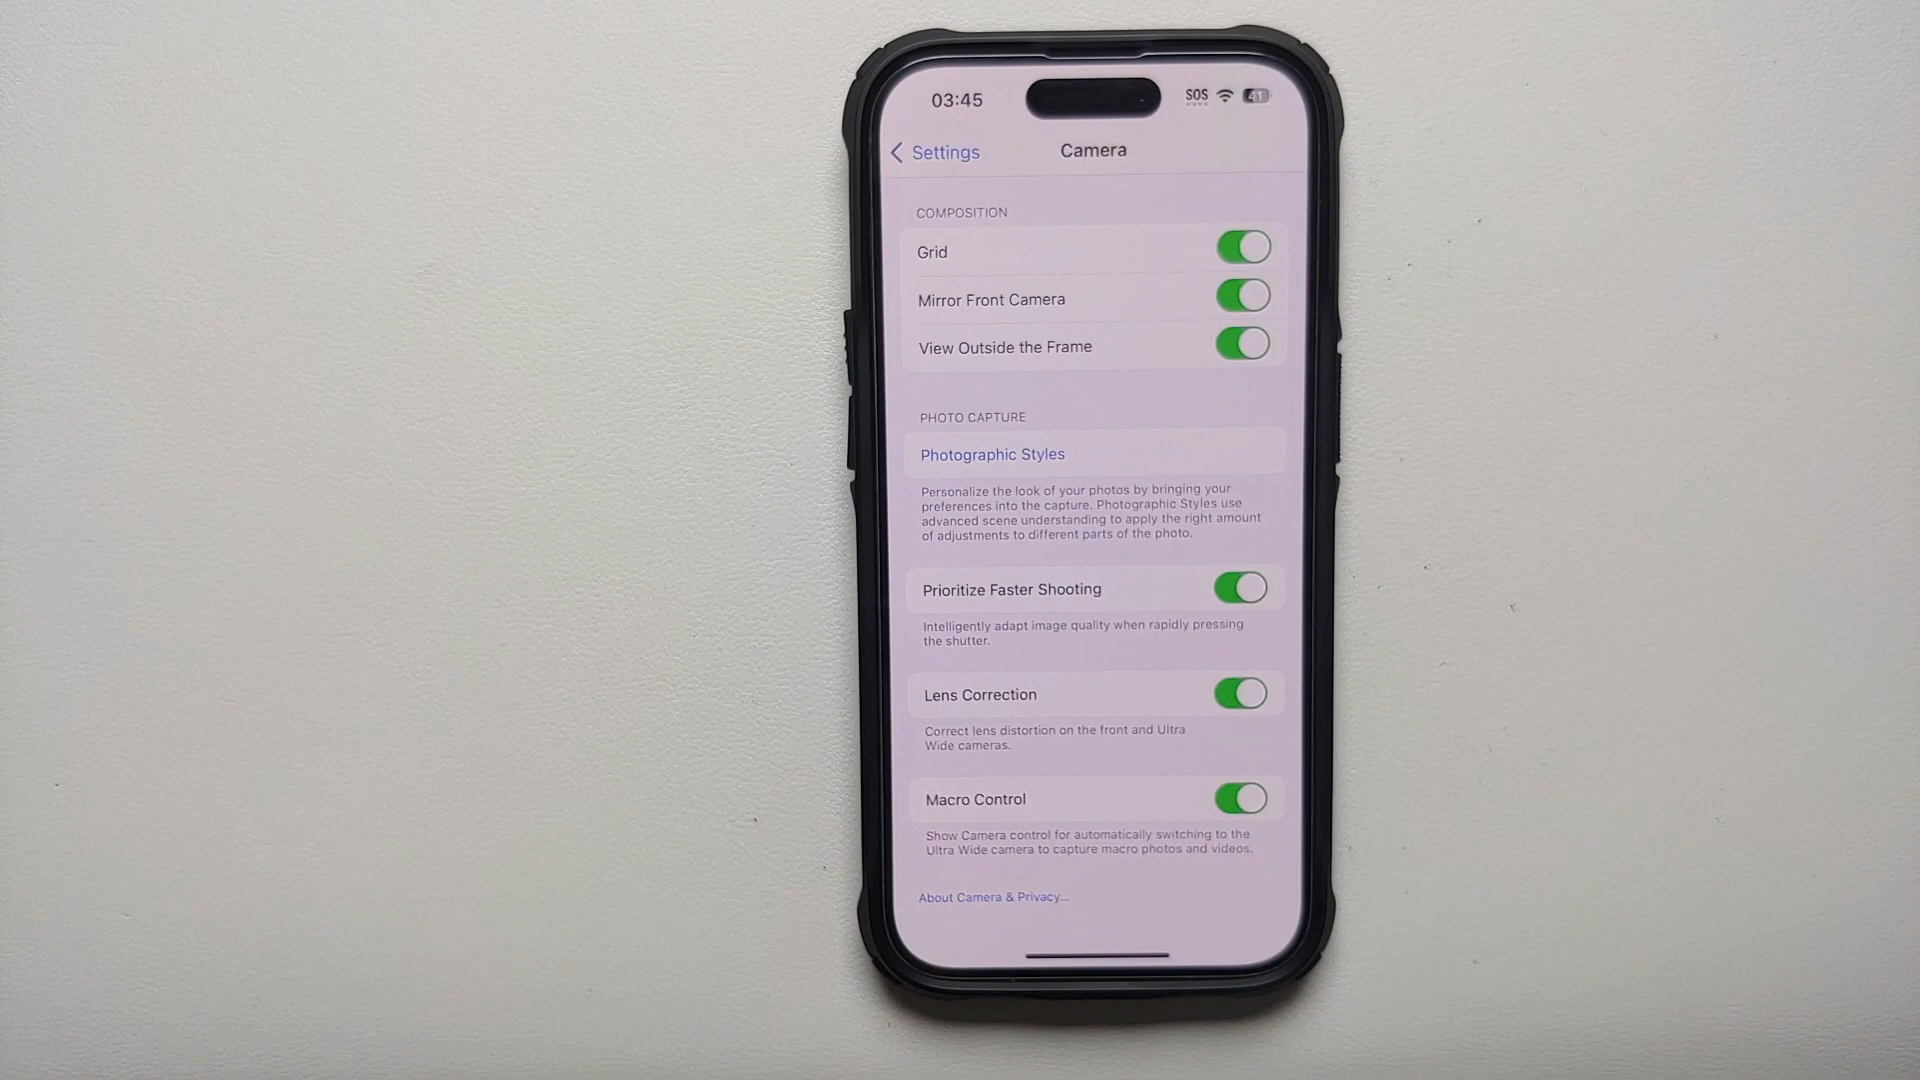 03:45
SOS
41
Settings
Camera
COMPOSITION
Grid
Mirror Front Camera
View Outside the Frame
PHOTO CAPTURE
Photographic Styles
Personalize the look of your photos by bringing your
preferences into the capture. Photographic Styles use
advanced scene understanding to apply the right amount
of adjustments to different parts of the photo.
Prioritize Faster Shooting
Intelligently adapt image quality when rapidly pressing
the shutter.
Lens Correction
Correct lens distortion on the front and Ultra
Wide cameras.
Macro Control
Show Camera control for automatically switching to the
Ultra Wide camera to capture macro photos and videos.
About Camera & Privacy...